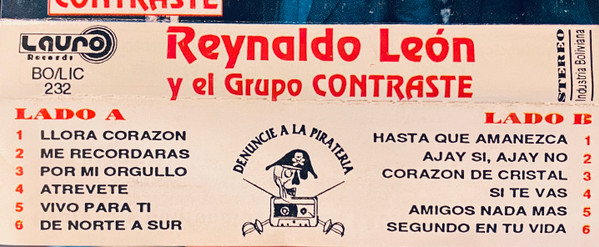 CONTRASTE
Lauro
Records
BO/LIC
232
Reynaldo León
y el Grupo CONTRASTE
STEREO
Industria Boliviana
LADO A
1 LLORA CORAZON
2 ME RECORDARAS
3 POR MI ORGULLO
4 ATREVETE
5 VIVO PARA TI
6 DE NORTE A SUR
DENUNCIE A LA PIRATERIA
LADO B
HASTA QUE AMANEZCA 1
AJAY SI, AJAY NO 2
CORAZON DE CRISTAL 3
SI TE VAS 4
AMIGOS NADA MAS 5
SEGUNDO EN TU VIDA 6